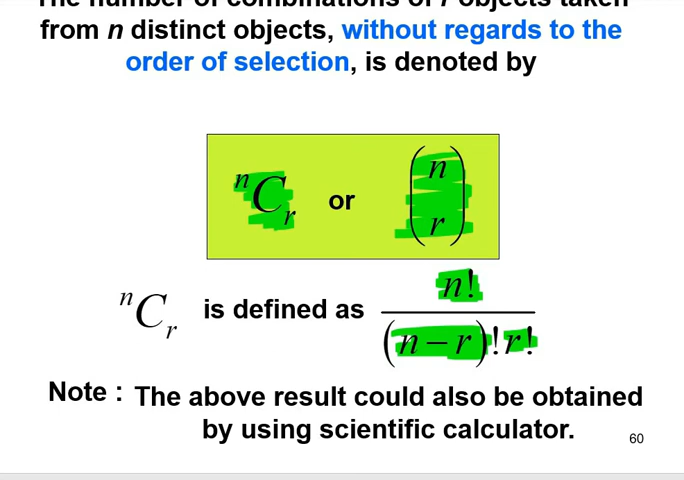 The number of combinations of r objects taken
from n distinct objects, without regards to the
order of selection, is denoted by
ⁿCᵣ or (n r)
ⁿCᵣ is defined as n! / (n − r)! r!
Note : The above result could also be obtained
by using scientific calculator.
60